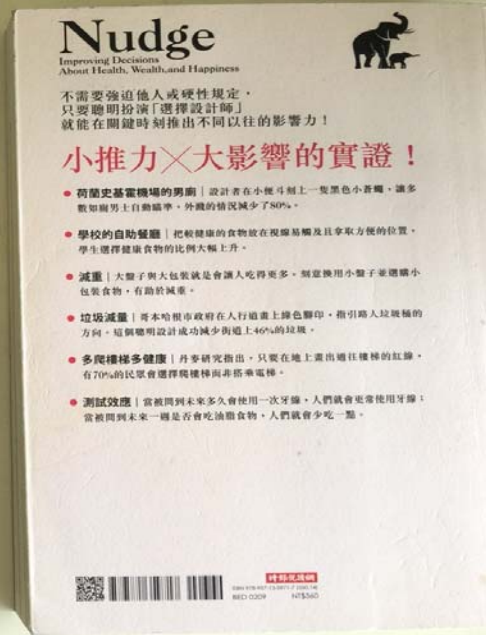 Nudge
Improving Decisions
About Health, Wealth, and Happiness
不需要強迫他人或硬性規定，
只要聰明扮演「選擇設計師」
就能在關鍵時刻推出不同以往的影響力！
小推力╳大影響的實證！
● 荷蘭史基霍機場的男廁｜設計者在小便斗刻上一隻黑色小蒼蠅，讓多
數如廁男士自動瞄準，外濺的情況減少了80%。
● 學校的自助餐廳｜把較健康的食物放在視線易觸及且拿取方便的位置，
學生選擇健康食物的比例大幅上升。
● 減重｜大盤子與大包裝就是會讓人吃得更多。刻意換用小盤子並選購小
包裝食物，有助於減重。
● 垃圾減量｜哥本哈根市政府在人行道畫上綠色腳印，指引路人垃圾桶的
方向。這個聰明設計成功減少街道上46%的垃圾。
● 多爬樓梯多健康｜丹麥研究指出，只要在地上畫出通往樓梯的紅線，
有70%的民眾會選擇爬樓梯而非搭乘電梯。
● 測試效應｜當被問到未來多久會使用一次牙線，人們就會更常使用牙線；
當被問到未來一週是否會吃油脂食物，人們就會少吃一點。
時報悅讀網
BED 0209
NT$360